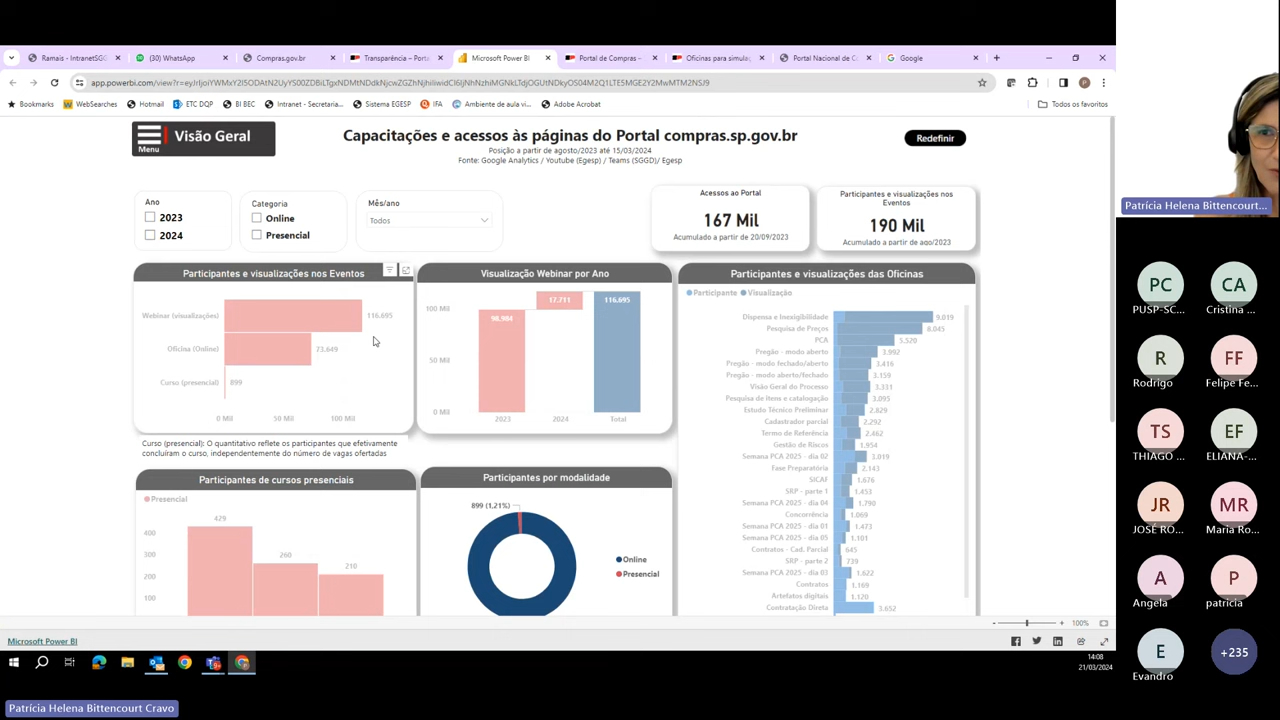 Ramais - IntranetSGG
(30) WhatsApp
Compras.gov.br
Transparência – Porta
Microsoft Power BI
Portal de Compras –
Oficinas para simula
Portal Nacional de C
Google
Bookmarks
WebSearches
Hotmail
ETC DQP
BI BEC
Intranet - Secretaria...
Sistema EGESP
IFA
Ambiente de aula vi...
Adobe Acrobat
Todos os favoritos
Menu
Visão Geral
Capacitações e acessos às páginas do Portal compras.sp.gov.br
Posição a partir de agosto/2023 até 15/03/2024
Fonte: Google Analytics / Youtube (Egesp) / Teams (SGGD) / Egesp
Redefinir
Ano
2023
2024
Categoria
Online
Presencial
Mês/ano
Todos
Acessos ao Portal
167 Mil
Acumulado a partir de 20/09/2023
Participantes e visualizações nos
Eventos
190 Mil
Acumulado a partir de ago/2023
Participantes e visualizações nos Eventos
Webinar (visualizações) 116.695
Oficina (Online) 73.649
Curso (presencial) 899
0 Mil 50 Mil 100 Mil
Curso (presencial): O quantitativo reflete os participantes que efetivamente
concluíram o curso, independentemente do número de vagas ofertadas
Visualização Webinar por Ano
100 Mil
50 Mil
0 Mil
98.984
17.711
116.695
2023 2024 Total
Participantes e visualizações das Oficinas
Participante Visualização
Dispensa e Inexigibilidade 9.019
Pesquisa de Preços 8.045
PCA 5.520
Pregão - modo aberto 3.992
Pregão - modo fechado/aberto 3.416
Pregão - modo aberto/fechado 3.159
Visão Geral do Processo 3.331
Pesquisa de itens e catalogação 3.095
Estudo Técnico Preliminar 2.829
Cadastrador parcial 2.292
Termo de Referência 2.462
Gestão de Riscos 1.954
Semana PCA 2025 - dia 02 3.019
Fase Preparatória 2.143
SICAF 1.676
SRP - parte 1 1.453
Semana PCA 2025 - dia 04 1.790
Concorrência 1.069
Semana PCA 2025 - dia 01 1.473
Semana PCA 2025 - dia 05 1.101
Contratos - Cad. Parcial 645
SRP - parte 2 739
Semana PCA 2025 - dia 03 1.622
Contratos 1.169
Artefatos digitais 1.120
Contratação Direta 3.652
Participantes de cursos presenciais
Presencial
400
300
200
100
429
260
210
Participantes por modalidade
899 (1,21%)
Online
Presencial
Microsoft Power BI
100%
14:08
21/03/2024
Patrícia Helena Bittencourt Cravo
Patrícia Helena Bittencourt...
PC
PUSP-SC...
CA
Cristina ...
R
Rodrigo
FF
Felipe Fe...
TS
THIAGO ...
EF
ELIANA-...
JR
JOSÉ RO...
MR
Maria Ro...
A
Angela
P
patricia
E
Evandro
+235